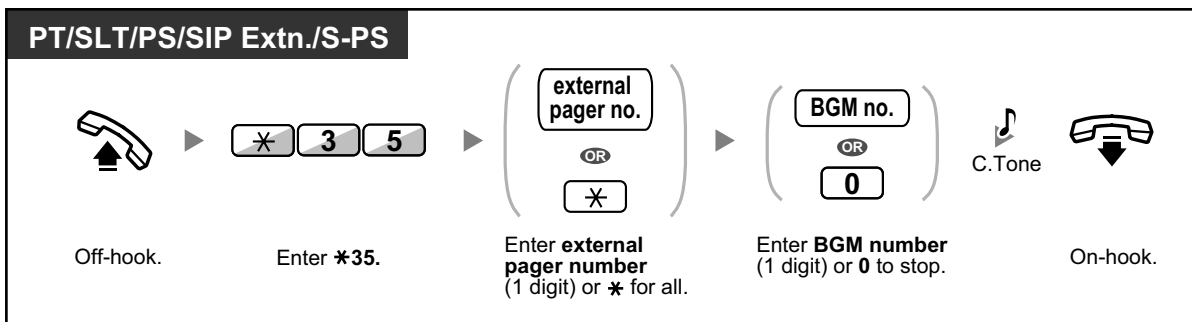 PT/SLT/PS/SIP Extn./S-PS
external
pager no.
OR
*
BGM no.
OR
0
* 3 5
C.Tone
Off-hook.
Enter *35.
Enter external
pager number
(1 digit) or * for all.
Enter BGM number
(1 digit) or 0 to stop.
On-hook.